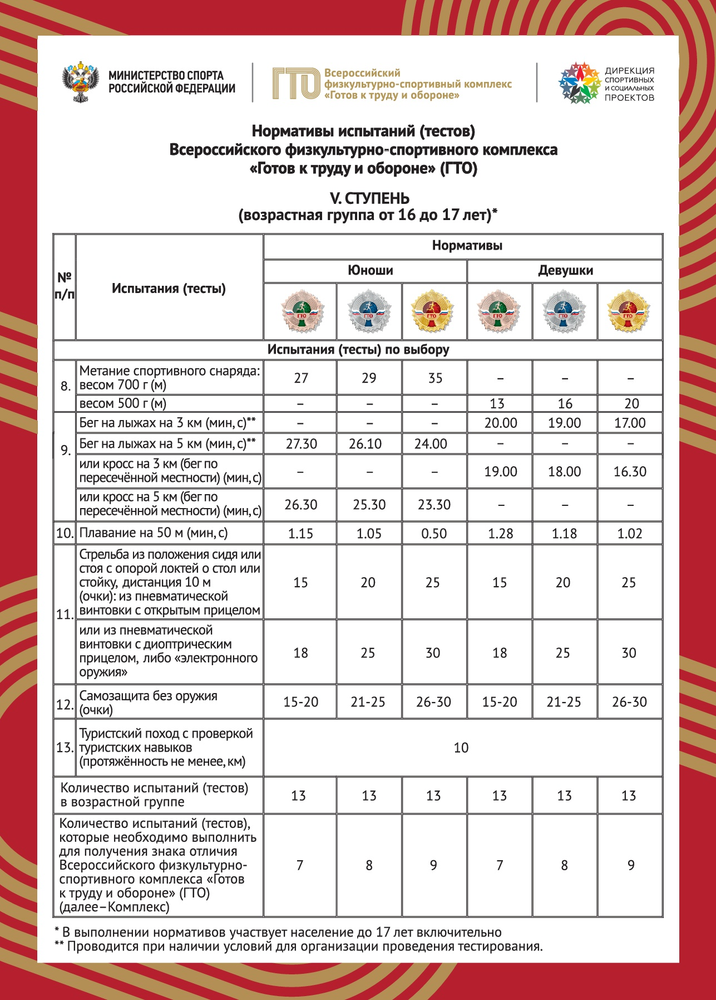 МИНИСТЕРСТВО СПОРТА
РОССИЙСКОЙ ФЕДЕРАЦИИ
ГТО
Всероссийский
физкультурно-спортивный комплекс
«Готов к труду и обороне»
ДИРЕКЦИЯ
СПОРТИВНЫХ
И СОЦИАЛЬНЫХ
ПРОЕКТОВ
Нормативы испытаний (тестов)
Всероссийского физкультурно-спортивного комплекса
«Готов к труду и обороне» (ГТО)
V. СТУПЕНЬ
(возрастная группа от 16 до 17 лет)*
№
п/п
Испытания (тесты)
Нормативы
Юноши Девушки
ГТО ГТО ГТО ГТО ГТО ГТО
Испытания (тесты) по выбору
8.
Метание спортивного снаряда:
весом 700 г (м)
27 29 35 – – –
весом 500 г (м) – – – 13 16 20
9.
Бег на лыжах на 3 км (мин, с)** – – – 20.00 19.00 17.00
Бег на лыжах на 5 км (мин, с)** 27.30 26.10 24.00 – – –
или кросс на 3 км (бег по
пересечённой местности) (мин, с)
– – – 19.00 18.00 16.30
или кросс на 5 км (бег по
пересечённой местности) (мин, с)
26.30 25.30 23.30 – – –
10. Плавание на 50 м (мин, с) 1.15 1.05 0.50 1.28 1.18 1.02
11.
Стрельба из положения сидя или
стоя с опорой локтей о стол или
стойку, дистанция 10 м
(очки): из пневматической
винтовки с открытым прицелом
15 20 25 15 20 25
или из пневматической
винтовки с диоптрическим
прицелом, либо «электронного
оружия»
18 25 30 18 25 30
12.
Самозащита без оружия
(очки)
15-20 21-25 26-30 15-20 21-25 26-30
13.
Туристский поход с проверкой
туристских навыков
(протяжённость не менее, км)
10
Количество испытаний (тестов)
в возрастной группе
13 13 13 13 13 13
Количество испытаний (тестов),
которые необходимо выполнить
для получения знака отличия
Всероссийского физкультурно-
спортивного комплекса «Готов
к труду и обороне» (ГТО)
(далее–Комплекс)
7 8 9 7 8 9
* В выполнении нормативов участвует население до 17 лет включительно
** Проводится при наличии условий для организации проведения тестирования.